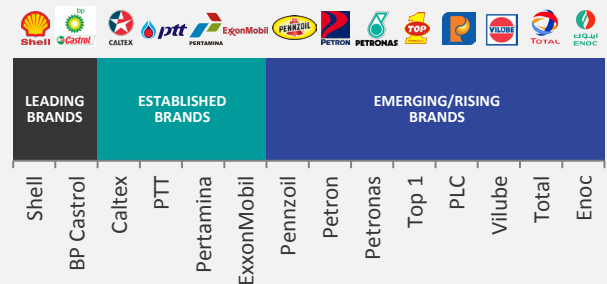 Shell
bp
Castrol
CALTEX
ptt
PERTAMINA
ExxonMobil
PENNZOIL
PETRON
PETRONAS
TOP
1
VILUBE
TOTAL
اينوك
ENOC
LEADING
BRANDS
ESTABLISHED
BRANDS
EMERGING/RISING
BRANDS
Shell
BP Castrol
Caltex
PTT
Pertamina
ExxonMobil
Pennzoil
Petron
Petronas
Top 1
PLC
Vilube
Total
Enoc